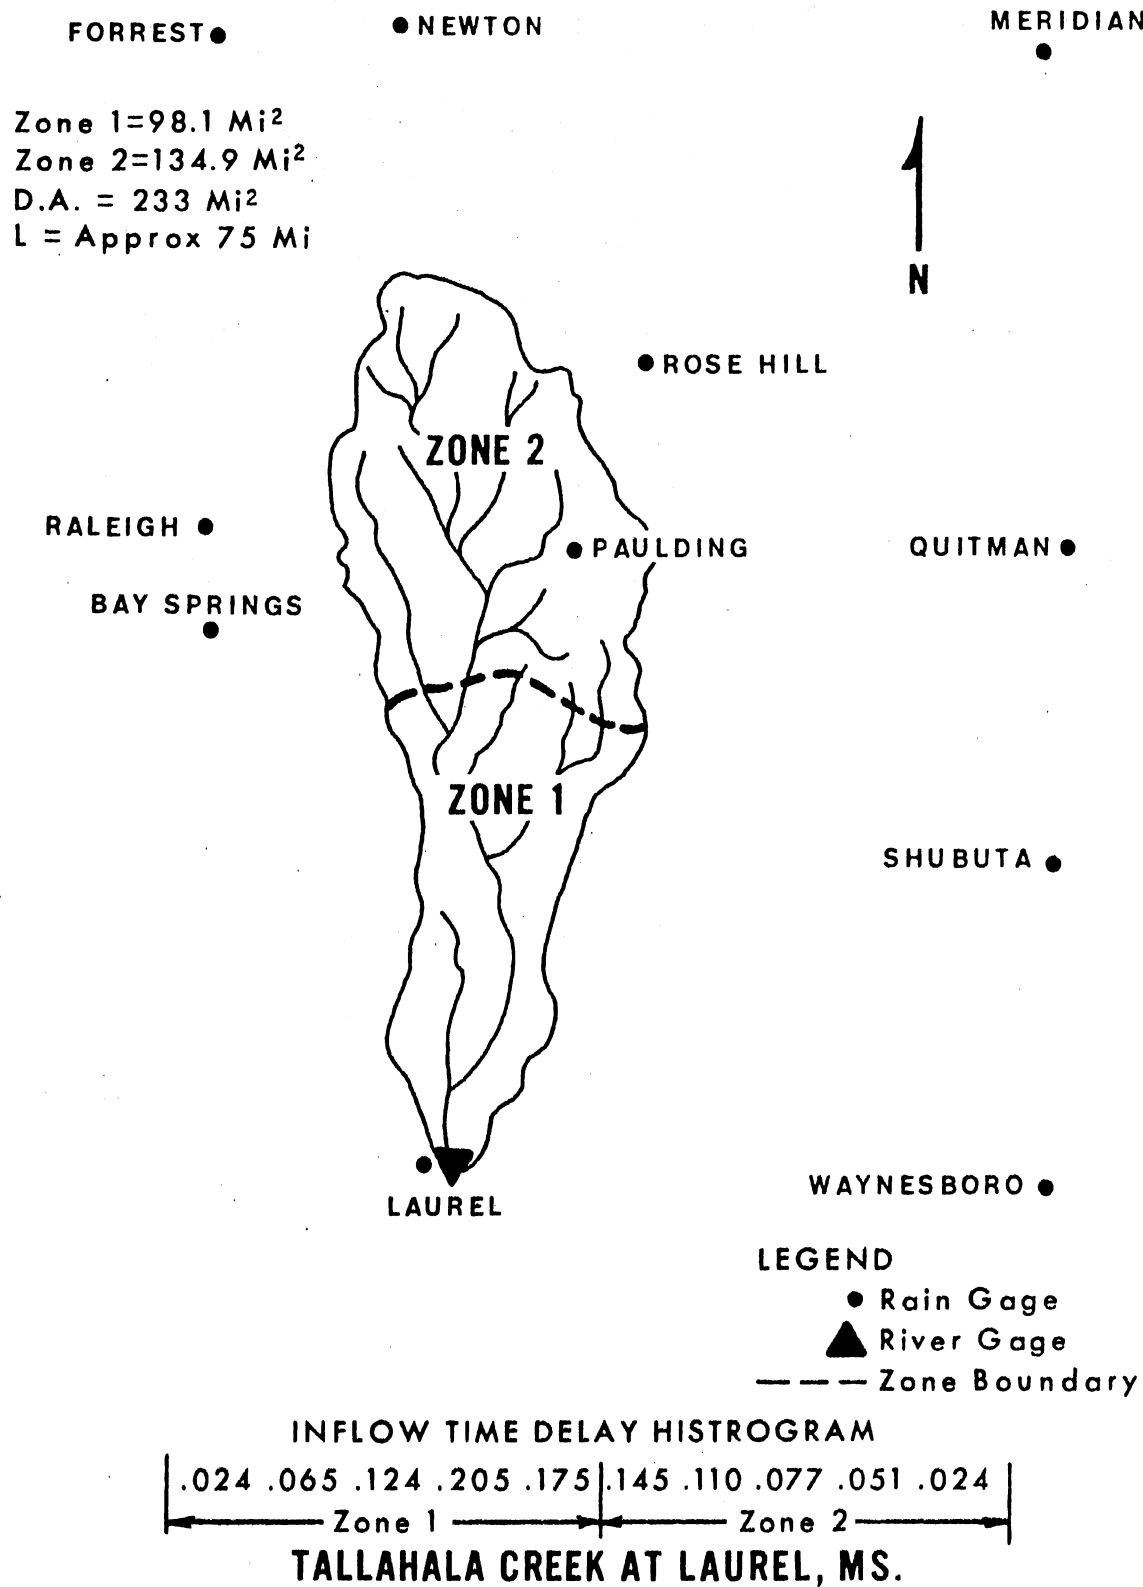 FORREST
NEWTON
MERIDIAN
Zone 1=98.1 Mi²
Zone 2=134.9 Mi²
D.A. = 233 Mi²
L = Approx 75 Mi
N
ROSE HILL
ZONE 2
RALEIGH
PAULDING
QUITMAN
BAY SPRINGS
ZONE 1
SHUBUTA
LAUREL
WAYNESBORO
LEGEND
Rain Gage
River Gage
Zone Boundary
INFLOW TIME DELAY HISTROGRAM
.024 .065 .124 .205 .175 .145 .110 .077 .051 .024
Zone 1 Zone 2
TALLAHALA CREEK AT LAUREL, MS.